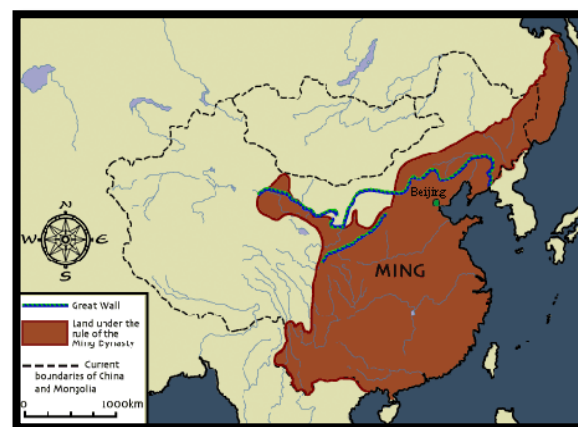 Beijing
N
W
E
S
MING
Great Wall
Land under the
rule of the
Ming Dynasty
Current
boundaries of China
and Mongolia
0
1000km